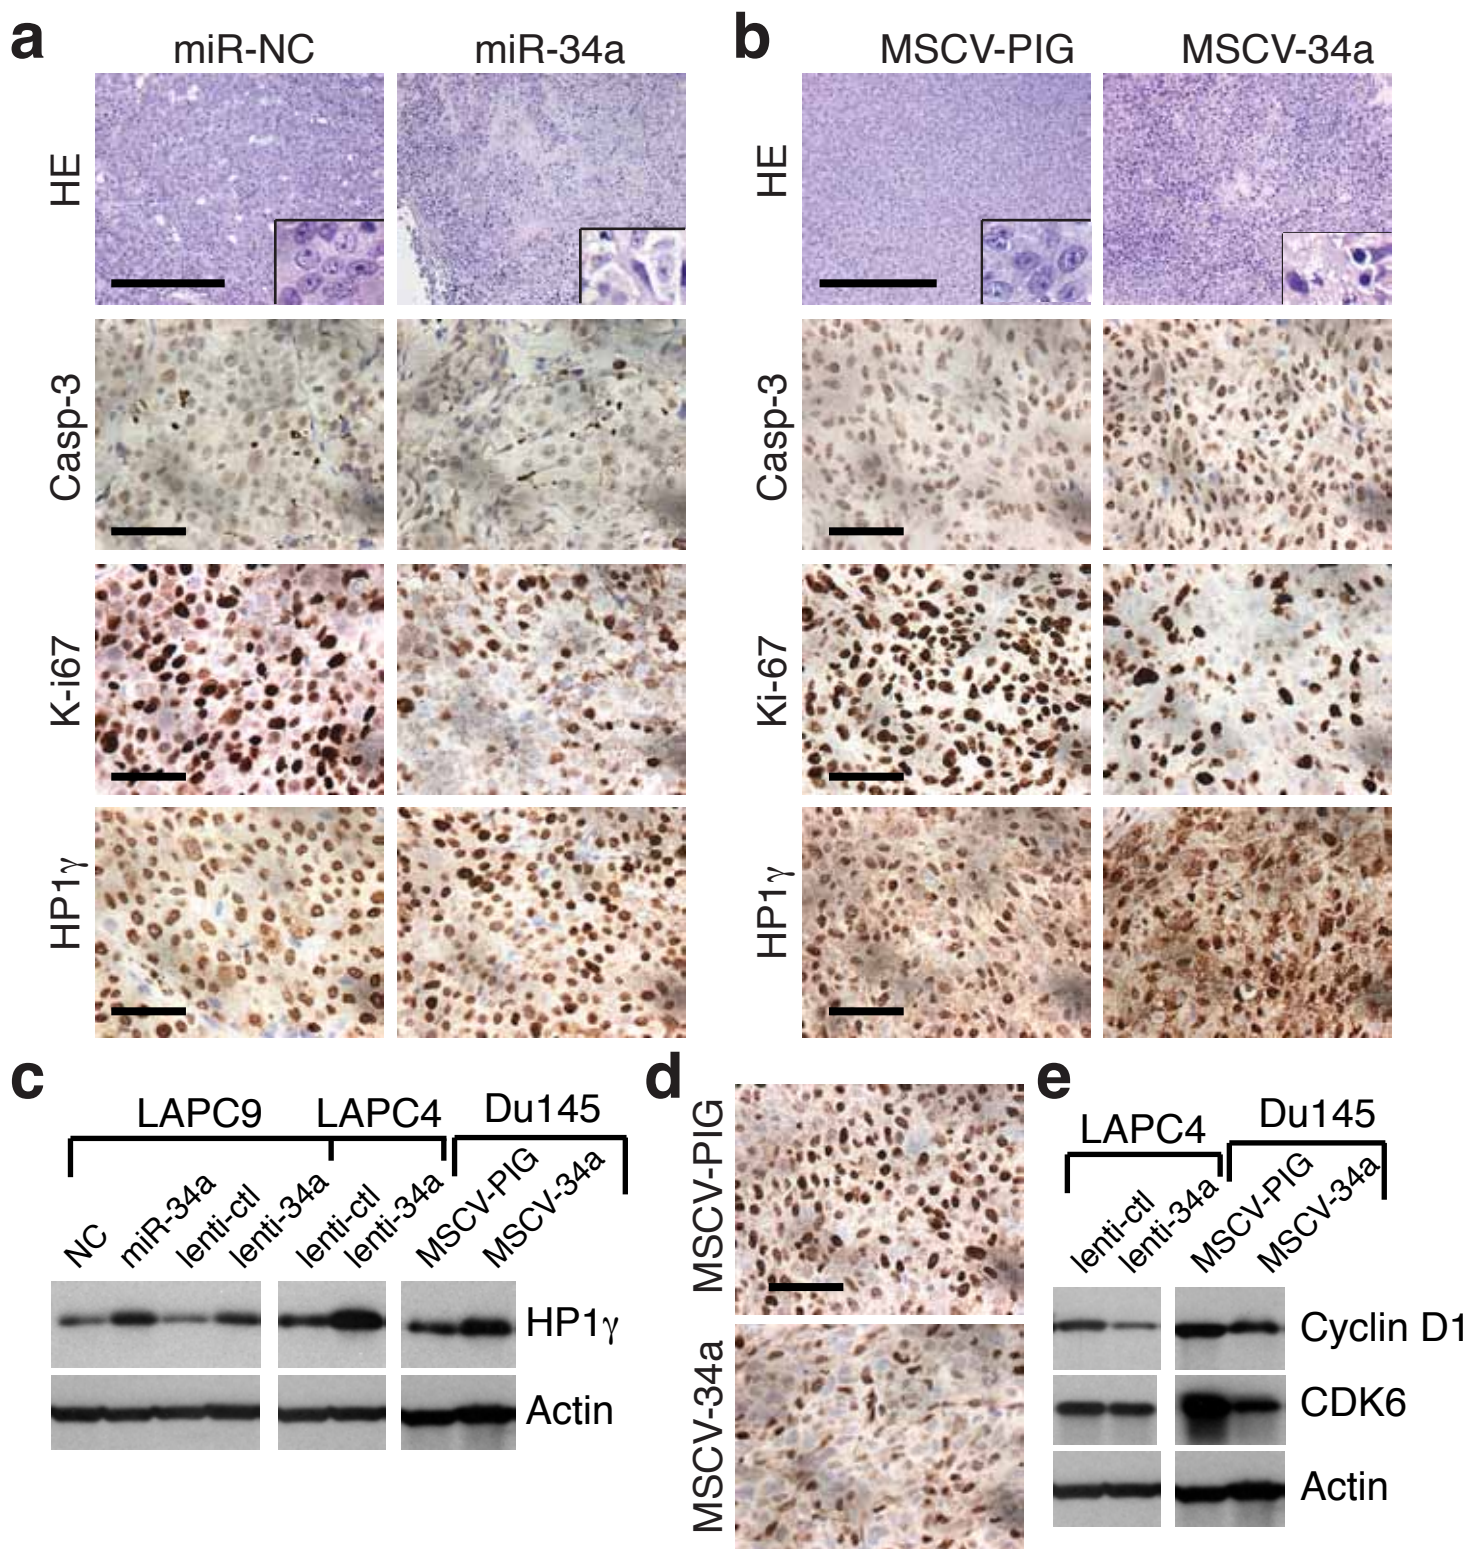 a
miR-NC
miR-34a
HE
Casp-3
K-i67
HP1γ
b
MSCV-PIG
MSCV-34a
HE
Casp-3
Ki-67
HP1γ
c
LAPC9
LAPC4
Du145
NC
miR-34a
lenti-ctl
lenti-34a
lenti-ctl
lenti-34a
MSCV-PIG
MSCV-34a
HP1γ
Actin
d
MSCV-PIG
MSCV-34a
e
LAPC4
Du145
lenti-ctl
lenti-34a
MSCV-PIG
MSCV-34a
Cyclin D1
CDK6
Actin